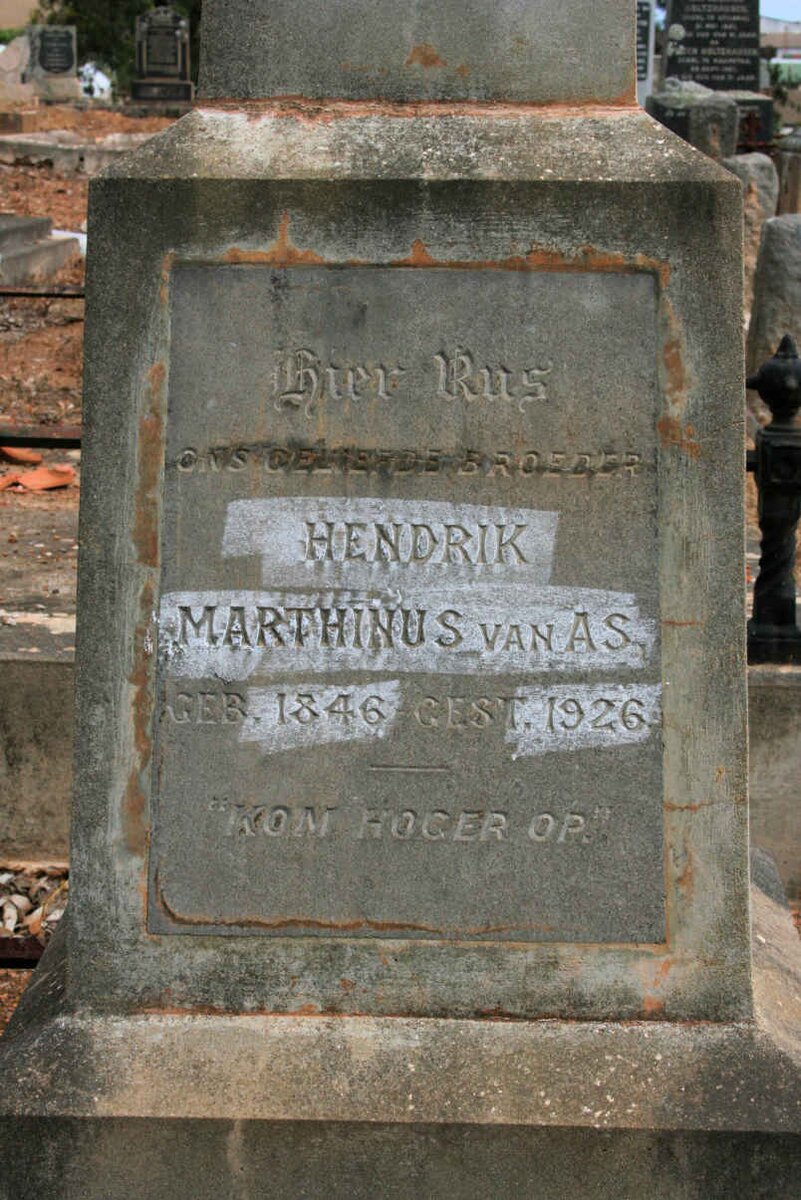 Hier Rus
ONS GELIEFDE BROEDER
HENDRIK
MARTHINUS VAN AS,
GEB. 1846 GEST. 1926
"KOM HOGER OP."